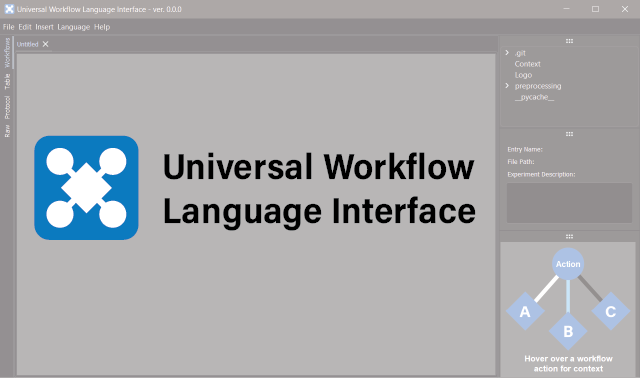 Universal Workflow Language Interface - ver. 0.0.0
File Edit Insert Language Help
Workflows
Table
Protocol
Raw
Untitled
Universal Workflow
Language Interface
.git
Context
Logo
preprocessing
__pycache__
Entry Name:
File Path:
Experiment Description:
Action
A
B
C
Hover over a workflow
action for context